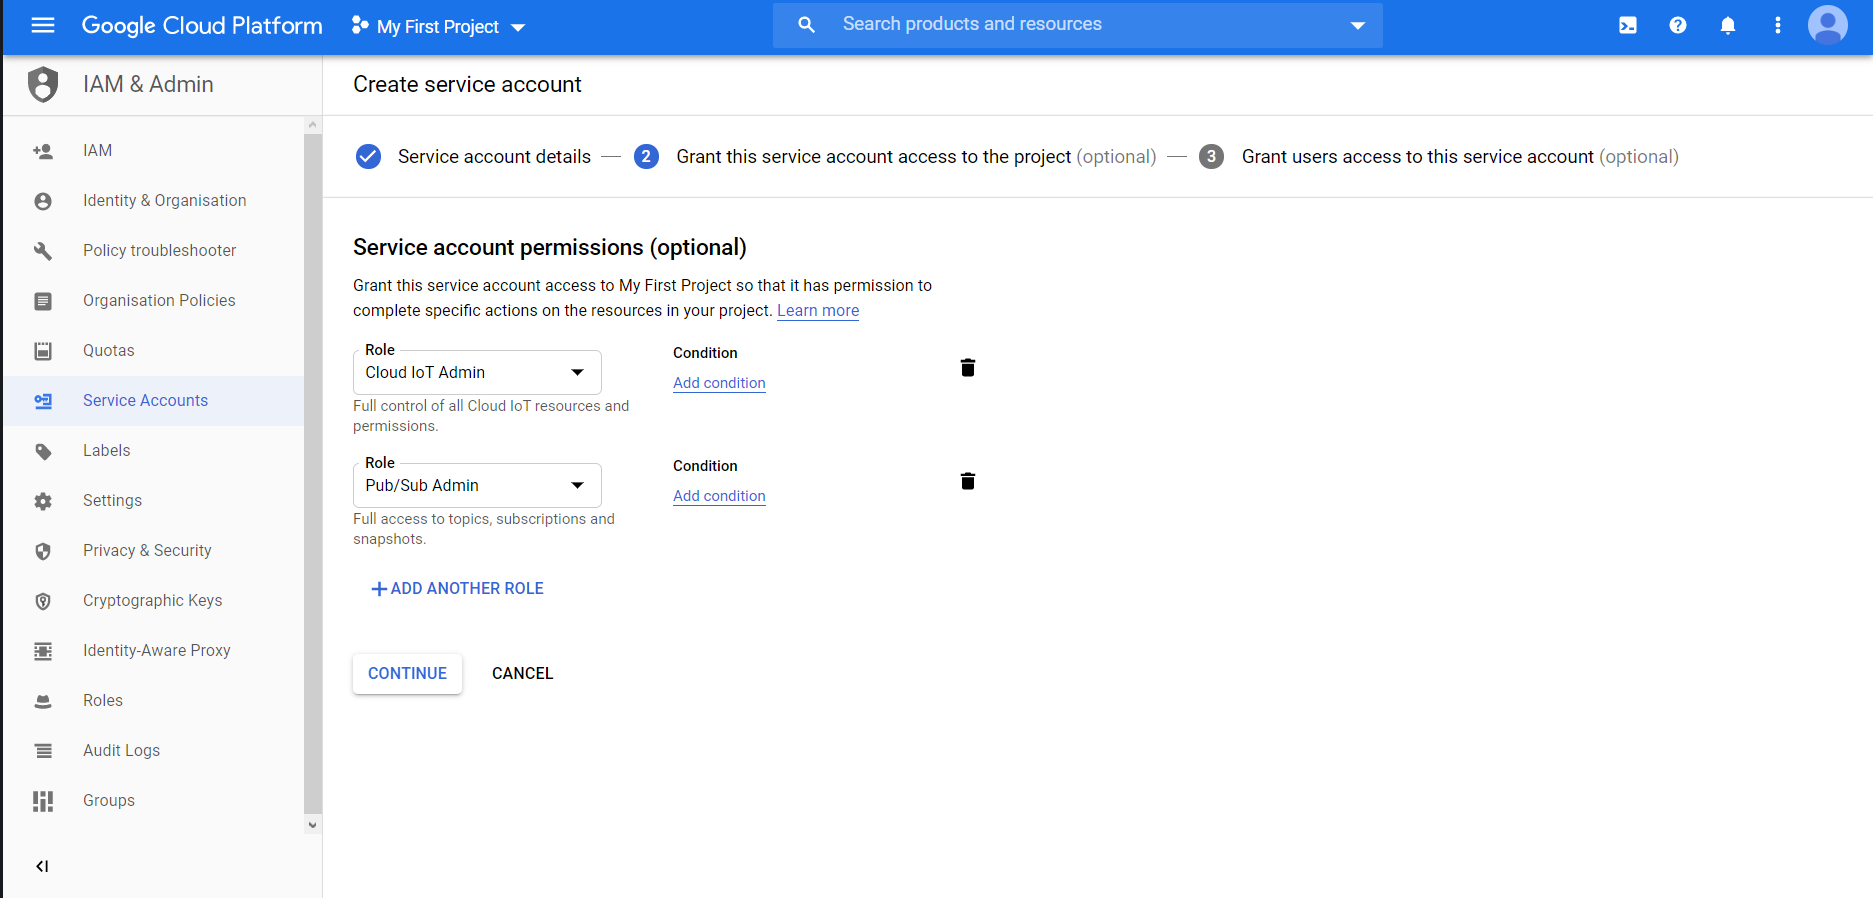 Google Cloud Platform My First Project Search products and resources
IAM & Admin
Create service account
Service account details — 2 Grant this service account access to the project (optional) — 3 Grant users access to this service account (optional)
IAM
Identity & Organisation
Policy troubleshooter
Organisation Policies
Quotas
Service Accounts
Labels
Settings
Privacy & Security
Cryptographic Keys
Identity-Aware Proxy
Roles
Audit Logs
Groups
Service account permissions (optional)
Grant this service account access to My First Project so that it has permission to
complete specific actions on the resources in your project. Learn more
Role
Cloud IoT Admin
Full control of all Cloud IoT resources and
permissions.
Condition
Add condition
Role
Pub/Sub Admin
Full access to topics, subscriptions and
snapshots.
Condition
Add condition
+ ADD ANOTHER ROLE
CONTINUE CANCEL